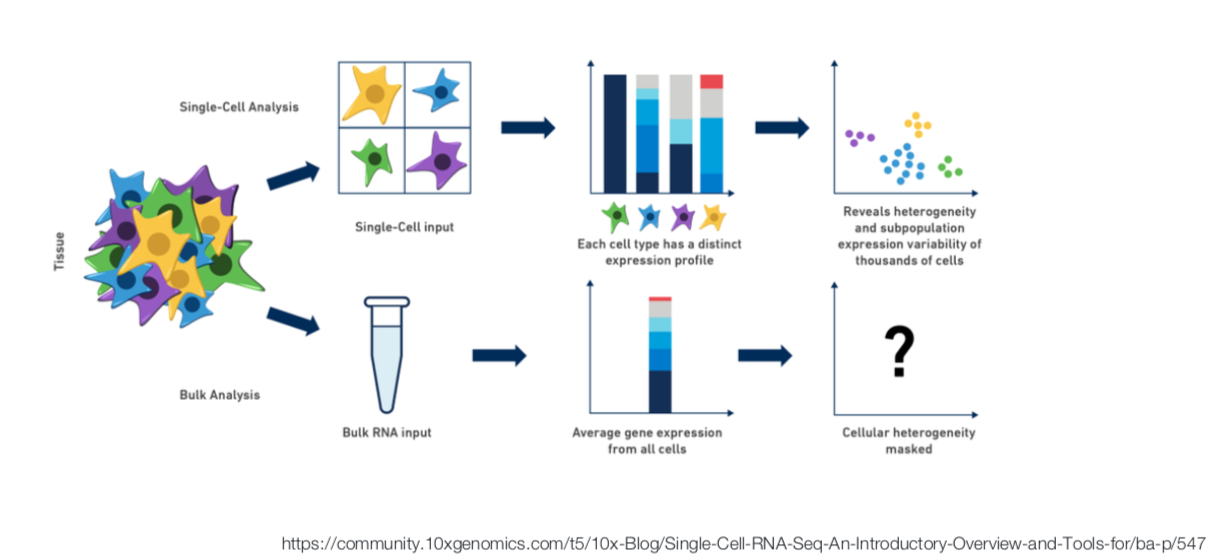 Tissue
Single-Cell Analysis
Single-Cell input
Each cell type has a distinct
expression profile
Reveals heterogeneity
and subpopulation
expression variability of
thousands of cells
Bulk Analysis
Bulk RNA input
Average gene expression
from all cells
?
Cellular heterogeneity
masked
https://community.10xgenomics.com/t5/10x-Blog/Single-Cell-RNA-Seq-An-Introductory-Overview-and-Tools-for/ba-p/547